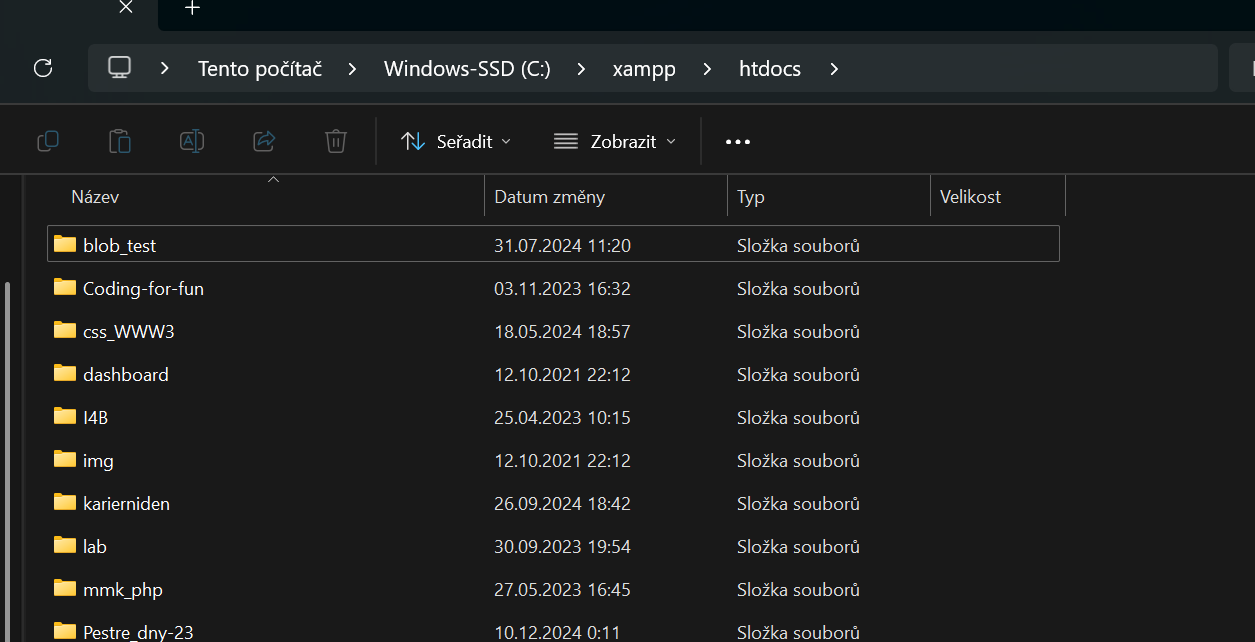 Tento počítač > Windows-SSD (C:) > xampp > htdocs >
Seřadit Zobrazit
Název Datum změny Typ Velikost
blob_test 31.07.2024 11:20 Složka souborů
Coding-for-fun 03.11.2023 16:32 Složka souborů
css_WWW3 18.05.2024 18:57 Složka souborů
dashboard 12.10.2021 22:12 Složka souborů
I4B 25.04.2023 10:15 Složka souborů
img 12.10.2021 22:12 Složka souborů
karierniden 26.09.2024 18:42 Složka souborů
lab 30.09.2023 19:54 Složka souborů
mmk_php 27.05.2023 16:45 Složka souborů
Pestre_dny-23 10.12.2024 0:11 Složka souborů